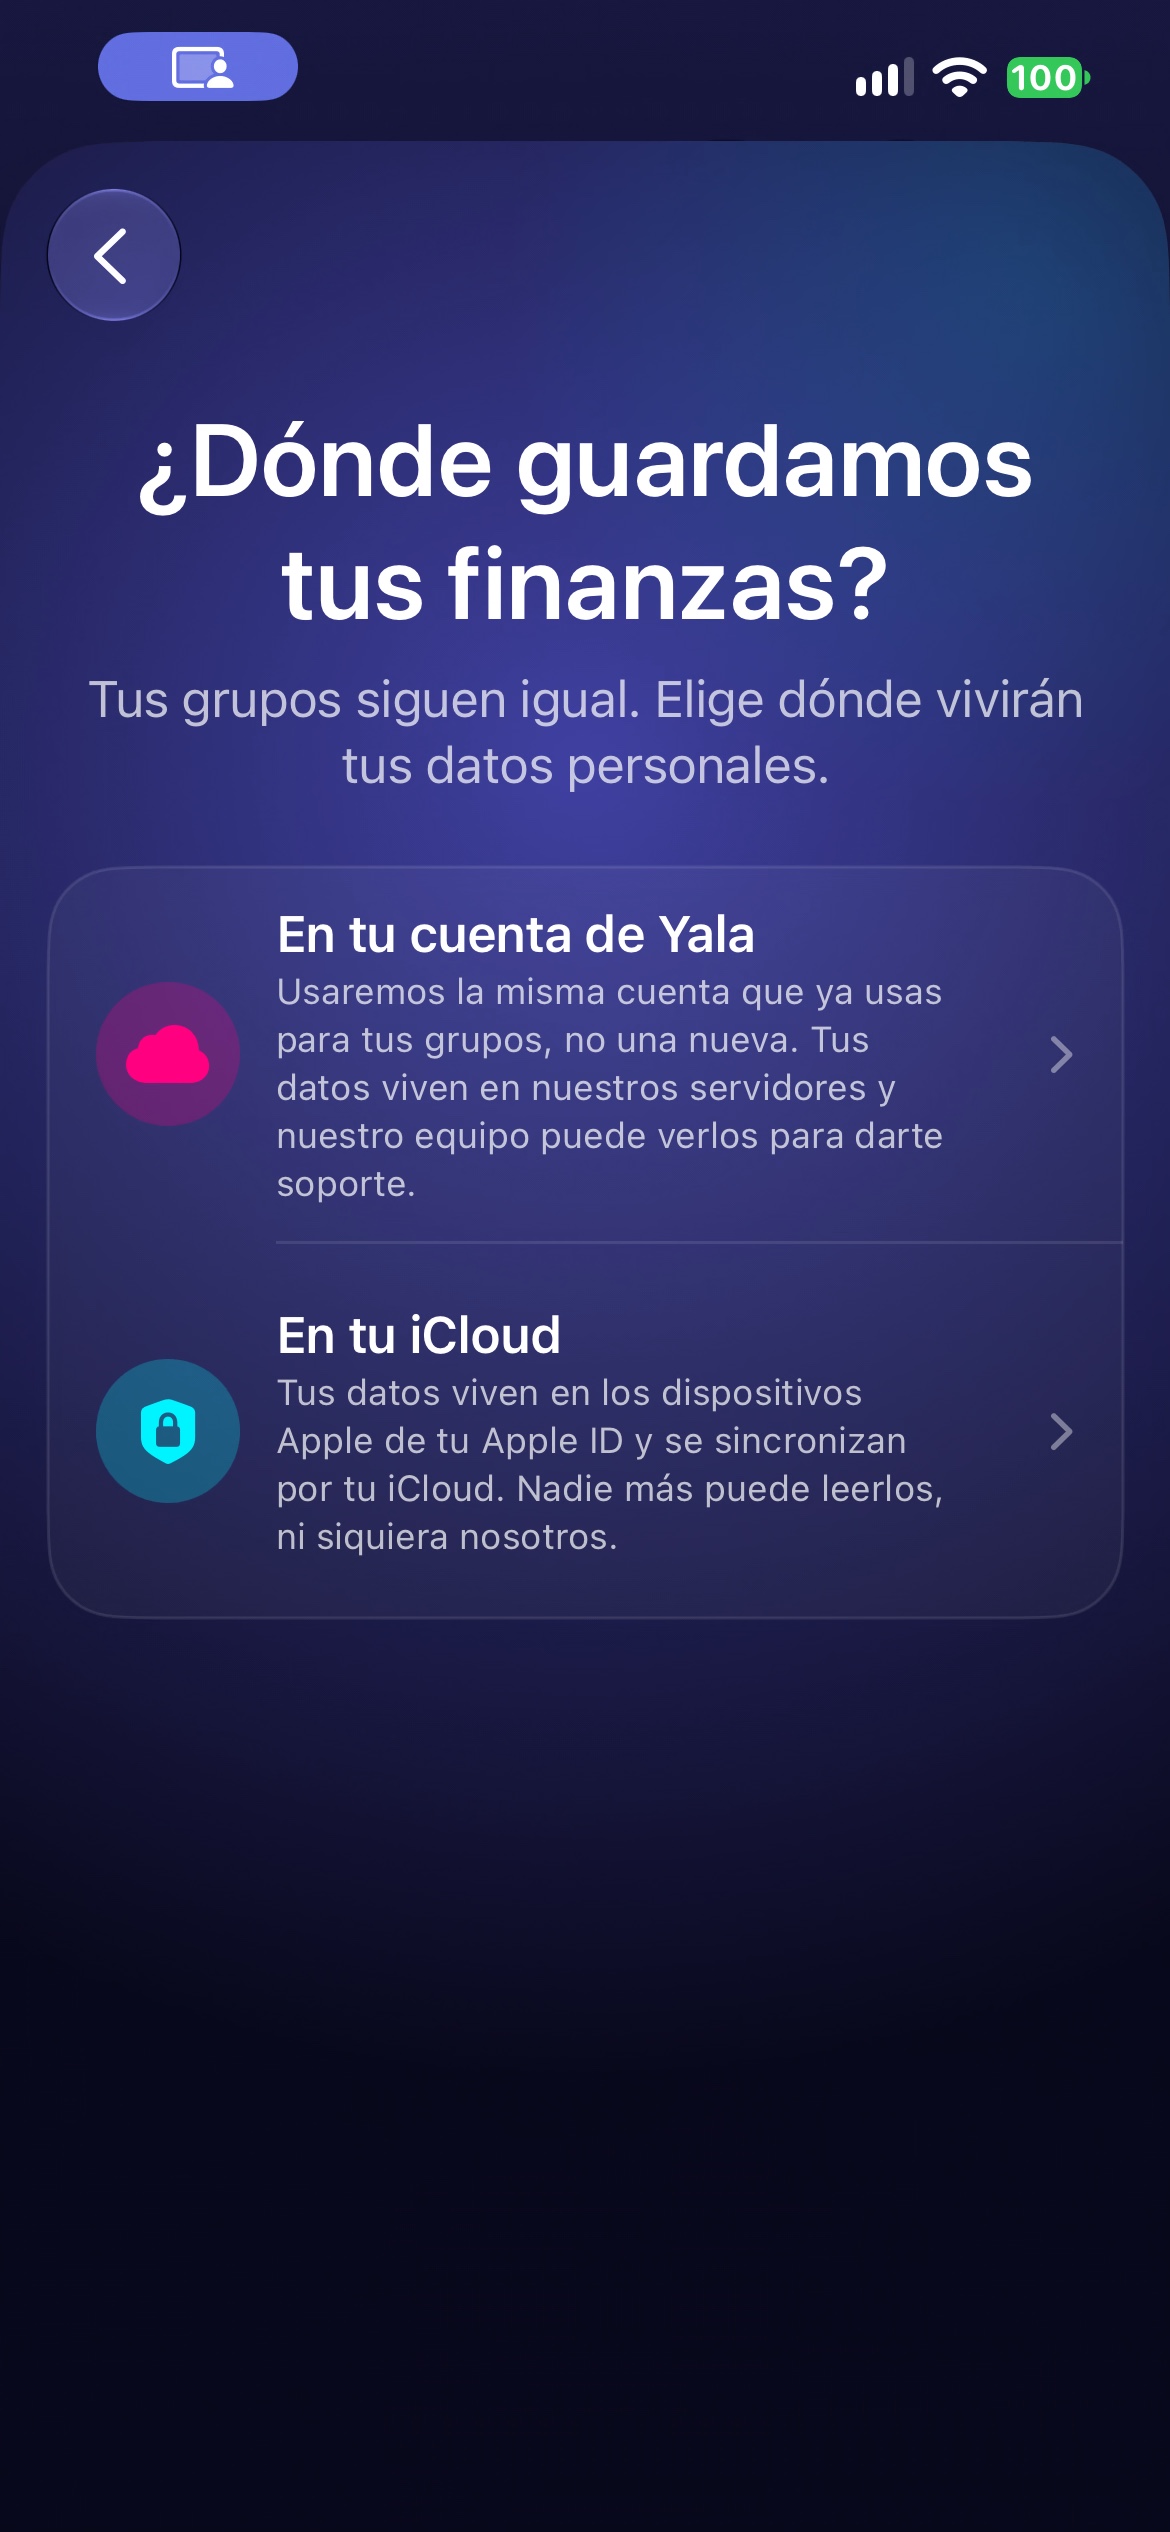 100
¿Dónde guardamos
tus finanzas?
Tus grupos siguen igual. Elige dónde vivirán
tus datos personales.
En tu cuenta de Yala
Usaremos la misma cuenta que ya usas
para tus grupos, no una nueva. Tus
datos viven en nuestros servidores y
nuestro equipo puede verlos para darte
soporte.
En tu iCloud
Tus datos viven en los dispositivos
Apple de tu Apple ID y se sincronizan
por tu iCloud. Nadie más puede leerlos,
ni siquiera nosotros.